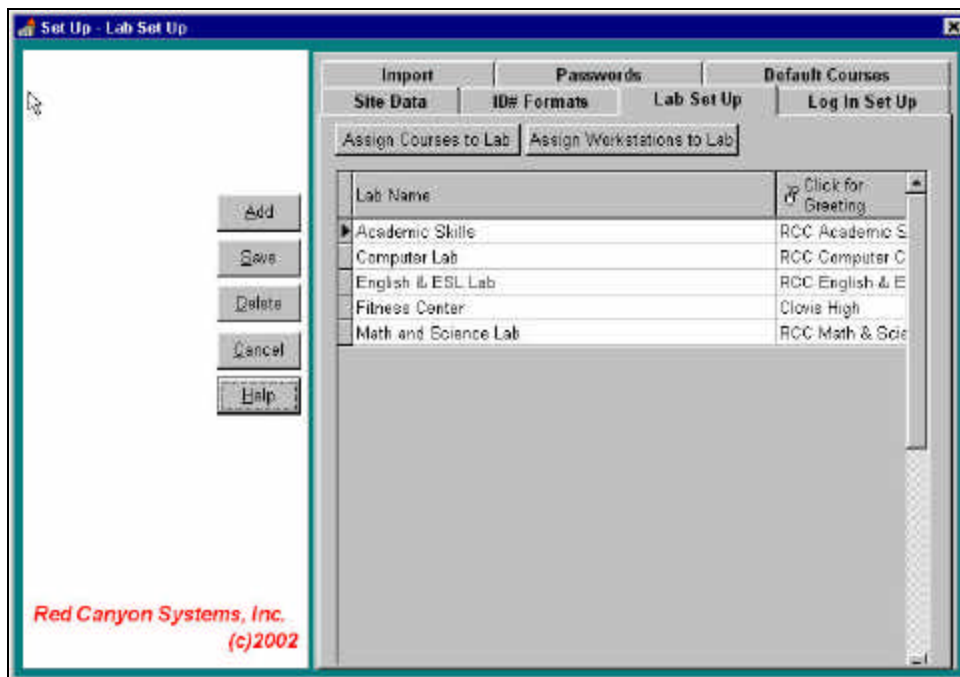 Set Up - Lab Set Up
Import Passwords Default Courses
Site Data ID# Formats Lab Set Up Log In Set Up
Assign Courses to Lab Assign Workstations to Lab
Lab Name Click for Greeting
Academic Skills RCC Academic S
Computer Lab RCC Computer C
English & ESL Lab RCC English & E
Fitness Center Clovis High
Math and Science Lab RCC Math & Scie
Add
Save
Delete
Cancel
Help
Red Canyon Systems, Inc.
(c)2002